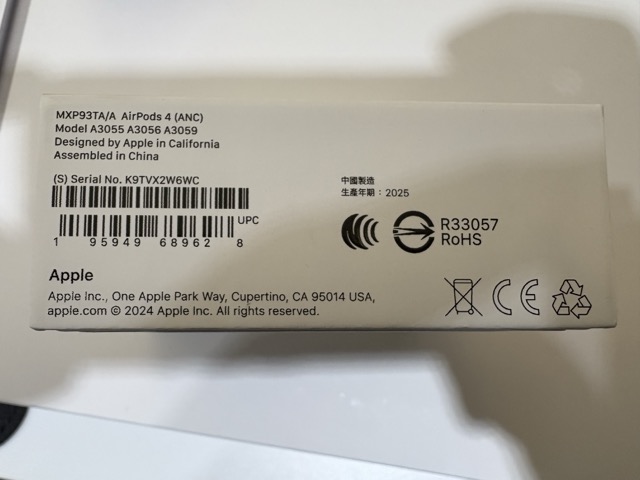 MXP93TA/A AirPods 4 (ANC)
Model A3055 A3056 A3059
Designed by Apple in California
Assembled in China
(S) Serial No. K9TVX2W6WC
UPC
1 95949 68962 8
中國製造
生產年期：2025
R33057
RoHS
Apple
Apple Inc., One Apple Park Way, Cupertino, CA 95014 USA,
apple.com © 2024 Apple Inc. All rights reserved.
CE